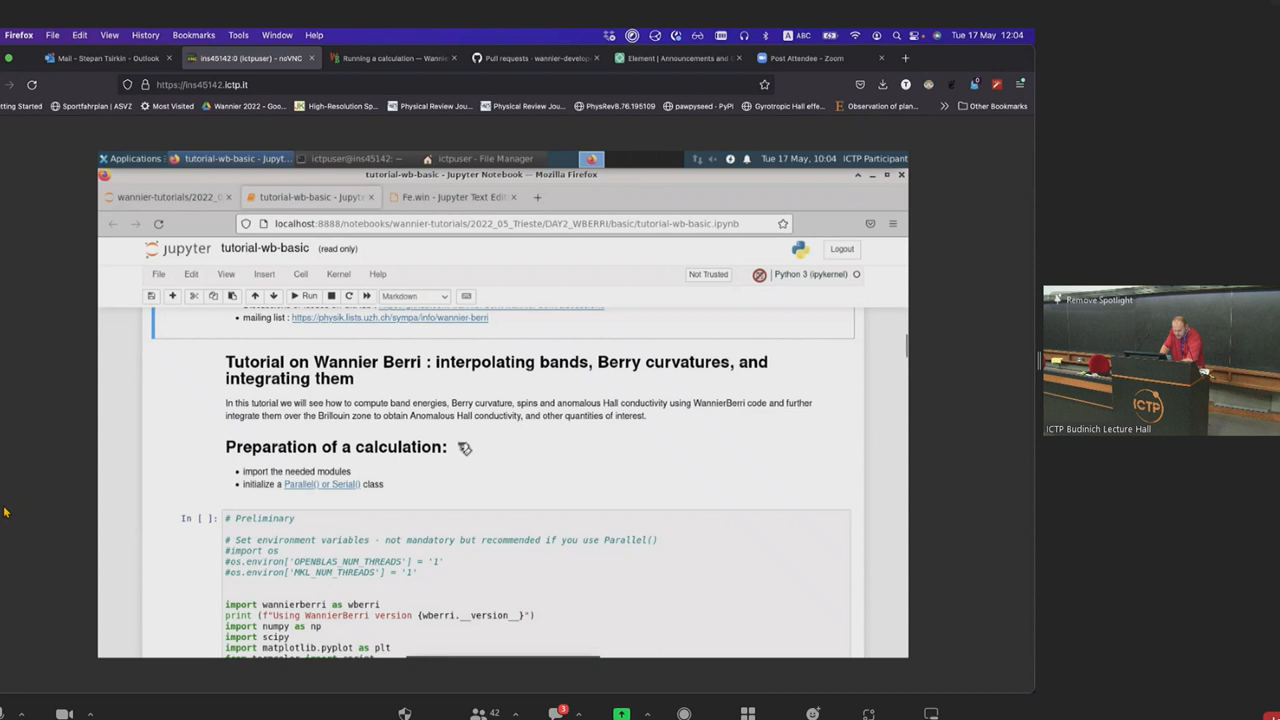 Firefox File Edit View History Bookmarks Tools Window Help ABC Tue 17 May 12:04
Mail – Stepan Tsirkin – Outlook × ins45142:0 (ictpuser) - noVNC × Running a calculation — Wannie × Pull requests · wannier-develop × Element | Announcements and G × Post Attendee - Zoom × +
https://ins45142.ictp.it
tting Started Sportfahrplan | ASVZ Most Visited Wannier 2022 - Goo... High-Resolution Sp... Physical Review Jou... Physical Review Jou... PhysRevB.76.195109 pawpyseed - PyPI Gyrotropic Hall effe... Observation of plan... Other Bookmarks
Applications tutorial-wb-basic - Jupyt... ictpuser@ins45142: ~ ictpuser - File Manager Tue 17 May, 10:04 ICTP Participant
tutorial-wb-basic - Jupyter Notebook — Mozilla Firefox
wannier-tutorials/2022_0 × tutorial-wb-basic - Jupyte × Fe.win - Jupyter Text Edit × +
localhost:8888/notebooks/wannier-tutorials/2022_05_Trieste/DAY2_WBERRI/basic/tutorial-wb-basic.ipynb
jupyter tutorial-wb-basic (read only) Logout
File Edit View Insert Cell Kernel Help Not Trusted Python 3 (ipykernel)
Run Markdown
• mailing list : https://physik.lists.uzh.ch/sympa/info/wannier-berri
Tutorial on Wannier Berri : interpolating bands, Berry curvatures, and
integrating them
In this tutorial we will see how to compute band energies, Berry curvature, spins and anomalous Hall conductivity using WannierBerri code and further
integrate them over the Brillouin zone to obtain Anomalous Hall conductivity, and other quantities of interest.
Preparation of a calculation:
• import the needed modules
• initialize a Parallel() or Serial() class
In [ ]: # Preliminary
# Set environment variables - not mandatory but recommended if you use Parallel()
#import os
#os.environ['OPENBLAS_NUM_THREADS'] = '1'
#os.environ['MKL_NUM_THREADS'] = '1'
import wannierberri as wberri
print (f"Using WannierBerri version {wberri.__version__}")
import numpy as np
import scipy
import matplotlib.pyplot as plt
Remove Spotlight
ICTP
ICTP Budinich Lecture Hall
42 3